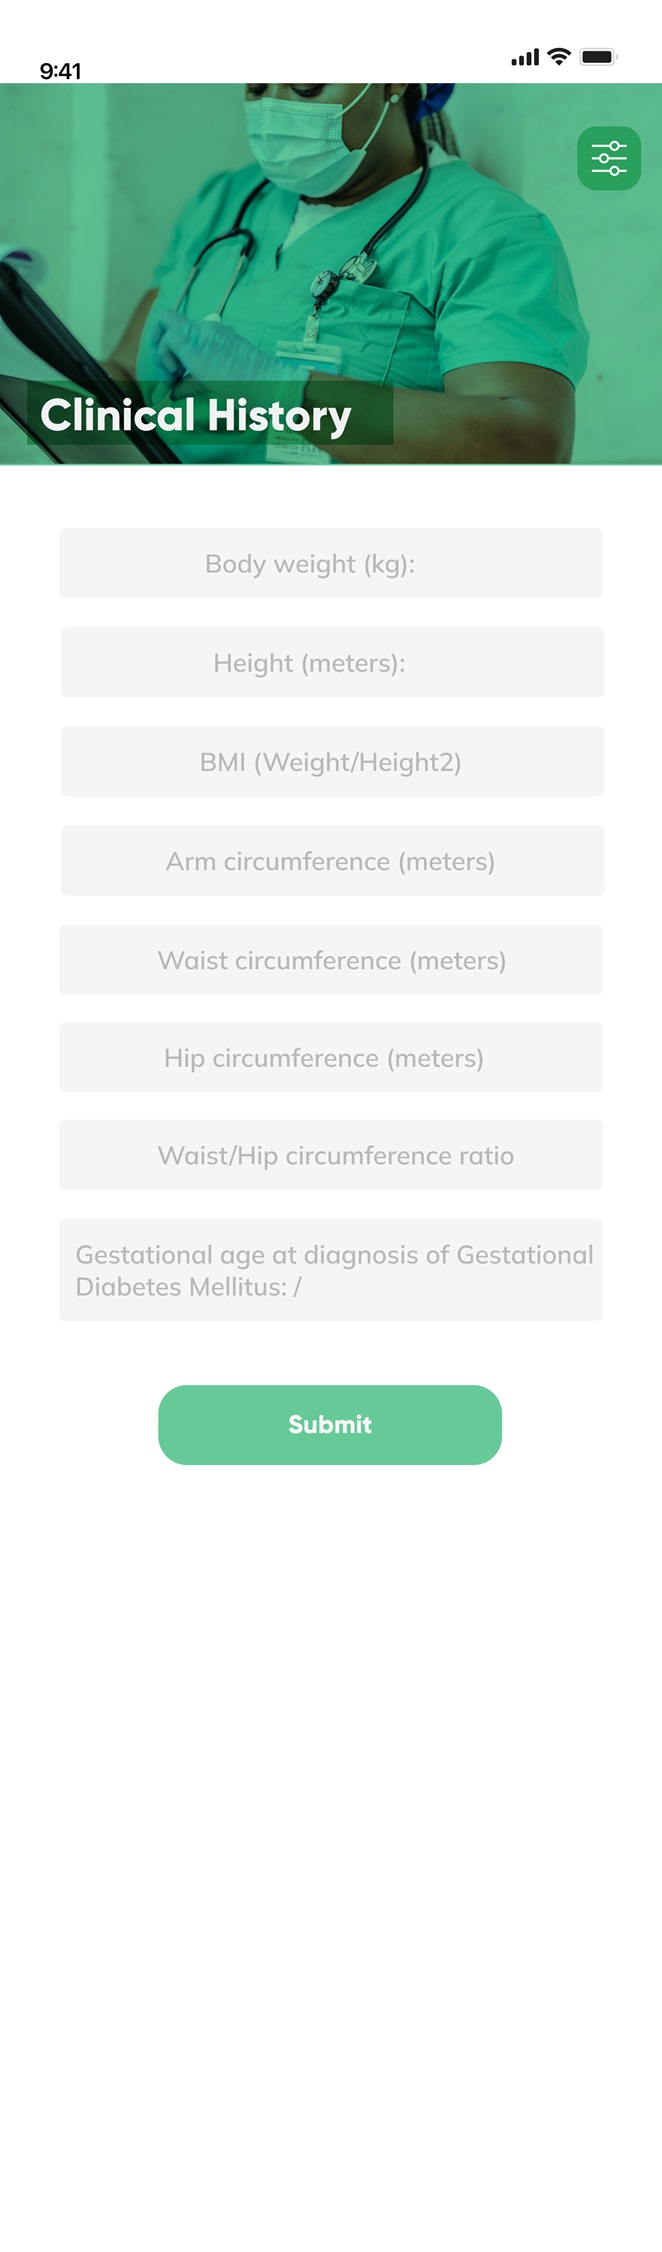 9:41
Clinical History
Body weight (kg):
Height (meters):
BMI (Weight/Height2)
Arm circumference (meters)
Waist circumference (meters)
Hip circumference (meters)
Waist/Hip circumference ratio
Gestational age at diagnosis of Gestational
Diabetes Mellitus: /
Submit